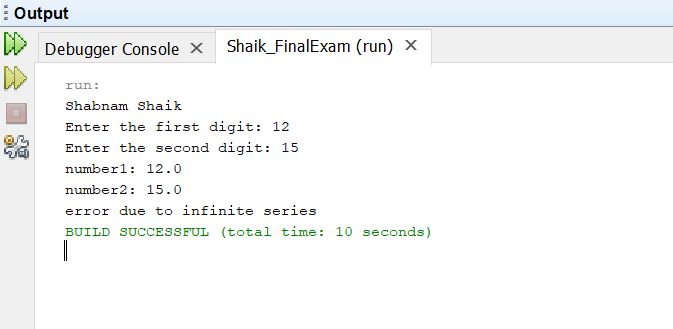 Output
Debugger Console × Shaik_FinalExam (run) ×
run:
Shabnam Shaik
Enter the first digit: 12
Enter the second digit: 15
number1: 12.0
number2: 15.0
error due to infinite series
BUILD SUCCESSFUL (total time: 10 seconds)